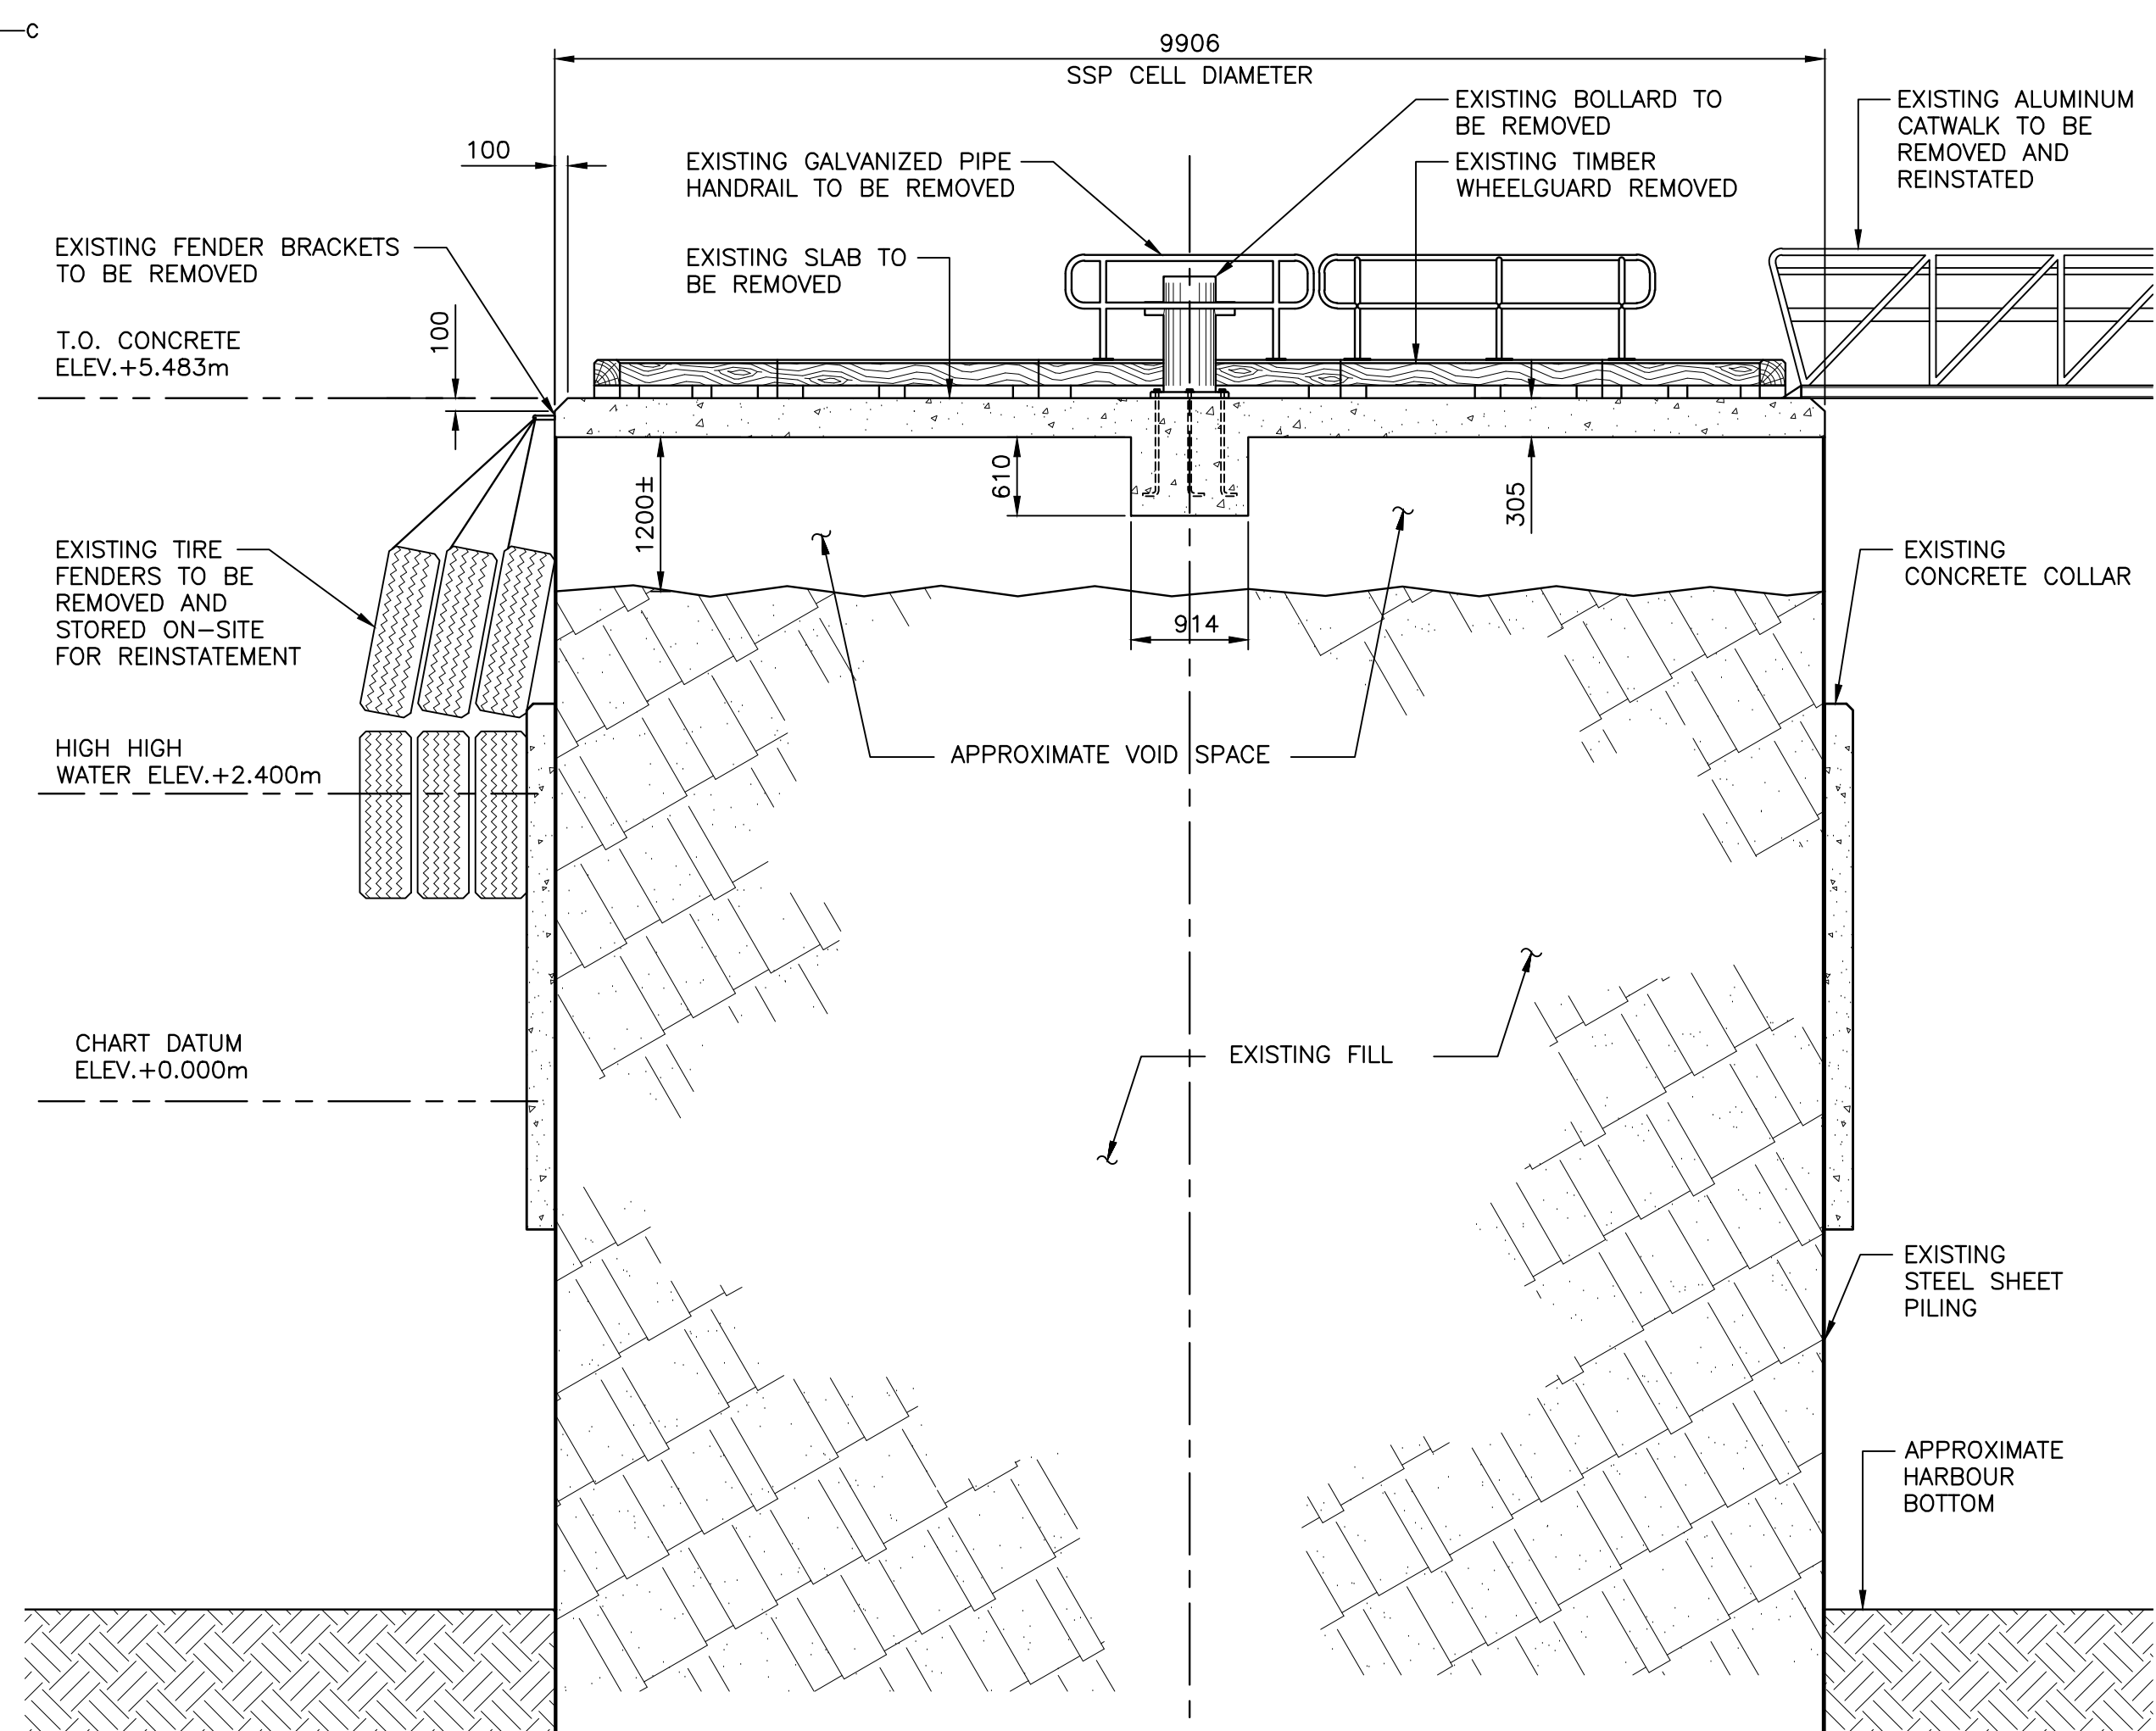 C
9906
SSP CELL DIAMETER
EXISTING BOLLARD TO
BE REMOVED
EXISTING ALUMINUM
CATWALK TO BE
REMOVED AND
REINSTATED
100
EXISTING GALVANIZED PIPE
HANDRAIL TO BE REMOVED
EXISTING TIMBER
WHEELGUARD REMOVED
EXISTING FENDER BRACKETS
TO BE REMOVED
EXISTING SLAB TO
BE REMOVED
100
T.O. CONCRETE
ELEV.+5.483m
1200±
610
305
EXISTING TIRE
FENDERS TO BE
REMOVED AND
STORED ON-SITE
FOR REINSTATEMENT
EXISTING
CONCRETE COLLAR
914
HIGH HIGH
WATER ELEV.+2.400m
APPROXIMATE VOID SPACE
CHART DATUM
ELEV.+0.000m
EXISTING FILL
EXISTING
STEEL SHEET
PILING
APPROXIMATE
HARBOUR
BOTTOM